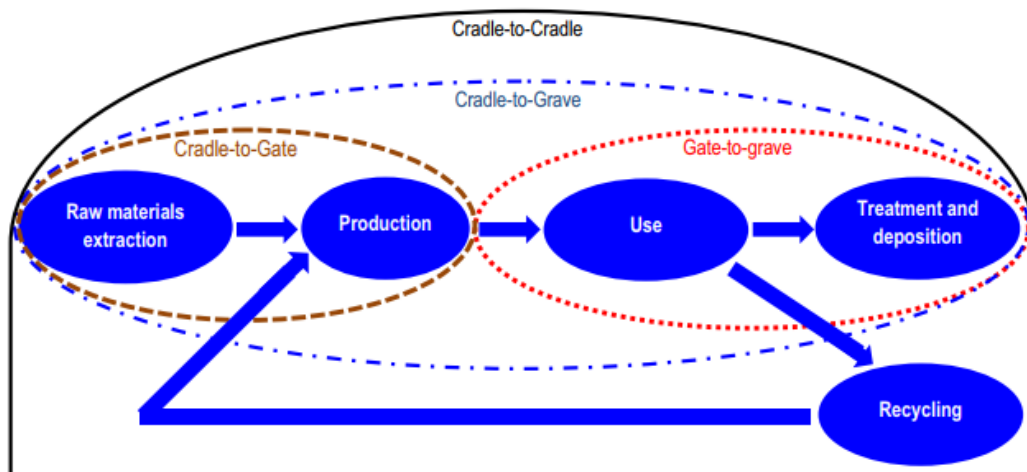 Cradle-to-Cradle
Cradle-to-Grave
Cradle-to-Gate
Gate-to-grave
Raw materials
extraction
Production
Use
Treatment and
deposition
Recycling